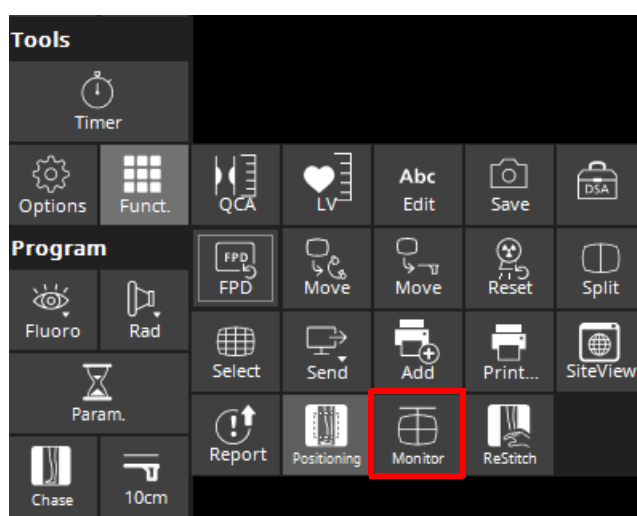 Tools
Timer
Options
Funct.
QCA
LV
Abc
Edit
Save
DSA
Program
FPD
FPD
Move
Move
Reset
Split
Fluoro
Rad
Select
Send
Add
Print...
SiteView
Param.
Report
Positioning
Monitor
ReStitch
Chase
10cm